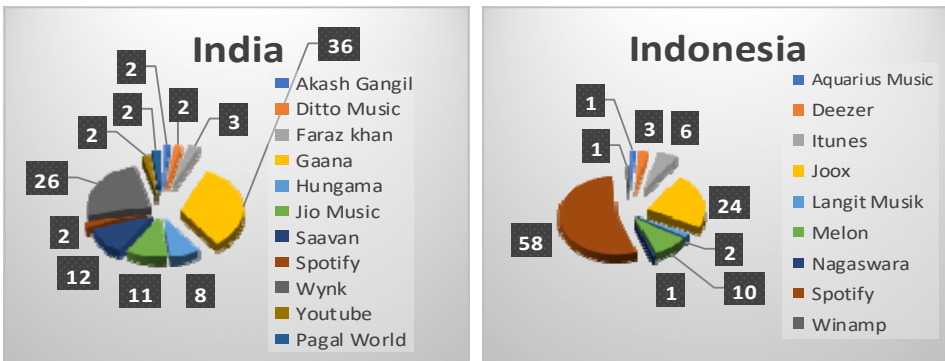 India
36
2
2
2
2
3
26
2
12
11
8
Akash Gangil
Ditto Music
Faraz khan
Gaana
Hungama
Jio Music
Saavan
Spotify
Wynk
Youtube
Pagal World
Indonesia
1
3
6
1
24
58
2
1
10
Aquarius Music
Deezer
Itunes
Joox
Langit Musik
Melon
Nagaswara
Spotify
Winamp